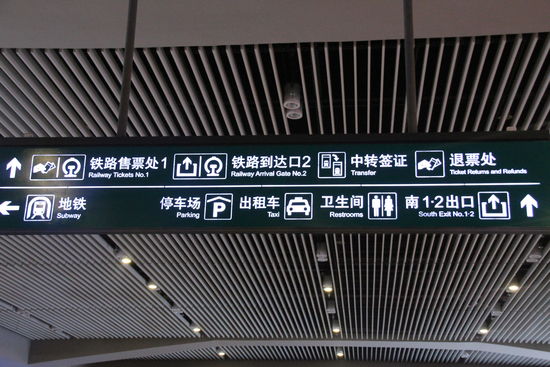 铁路售票处1 铁路到达口2 中转签证 退票处
Railway Tickets No.1 Railway Arrival Gate No.2 Transfer Ticket Returns and Refunds
地铁 停车场 出租车 卫生间 南1·2出口
Subway Parking P Taxi Restrooms South Exit No.1·2